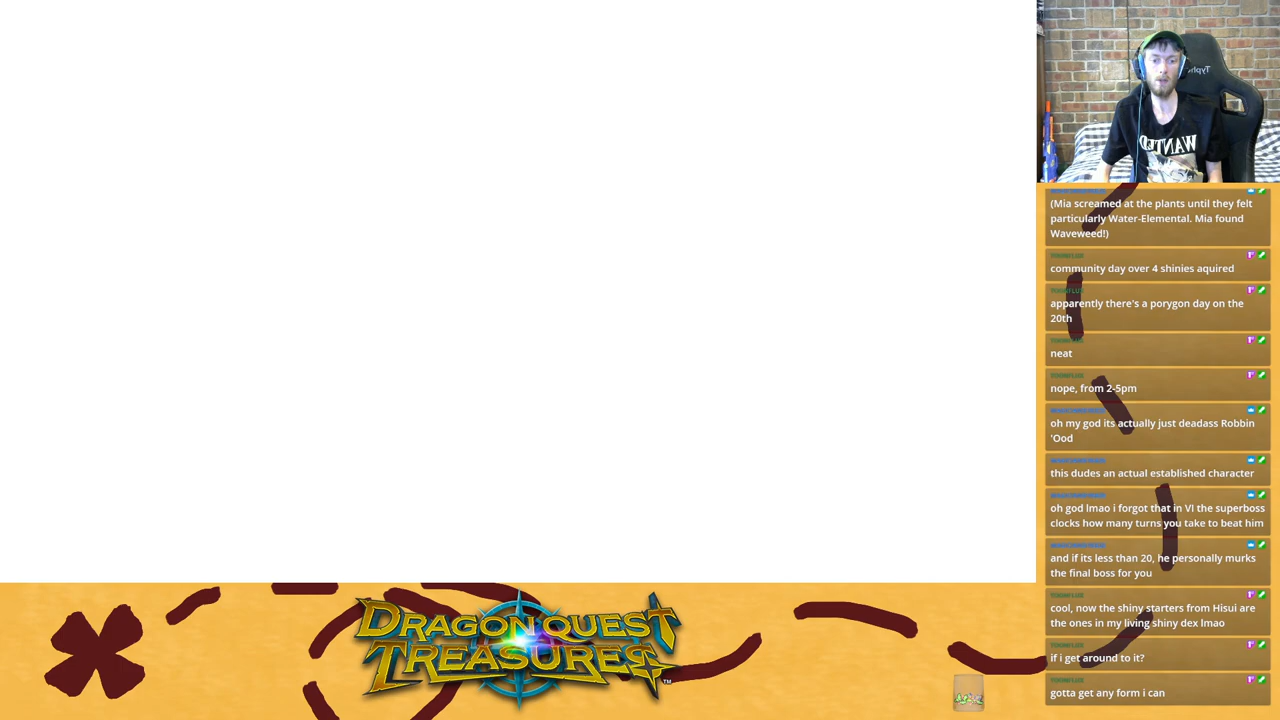 Typh
WANTED
(Mia screamed at the plants until they felt
particularly Water-Elemental. Mia found
Waveweed!)
community day over 4 shinies aquired
apparently there's a porygon day on the
20th
neat
nope, from 2-5pm
oh my god its actually just deadass Robbin
'Ood
this dudes an actual established character
oh god lmao i forgot that in VI the superboss
clocks how many turns you take to beat him
and if its less than 20, he personally murks
the final boss for you
cool, now the shiny starters from Hisui are
the ones in my living shiny dex lmao
if i get around to it?
gotta get any form i can
DRAGON QUEST
TREASURES
TM